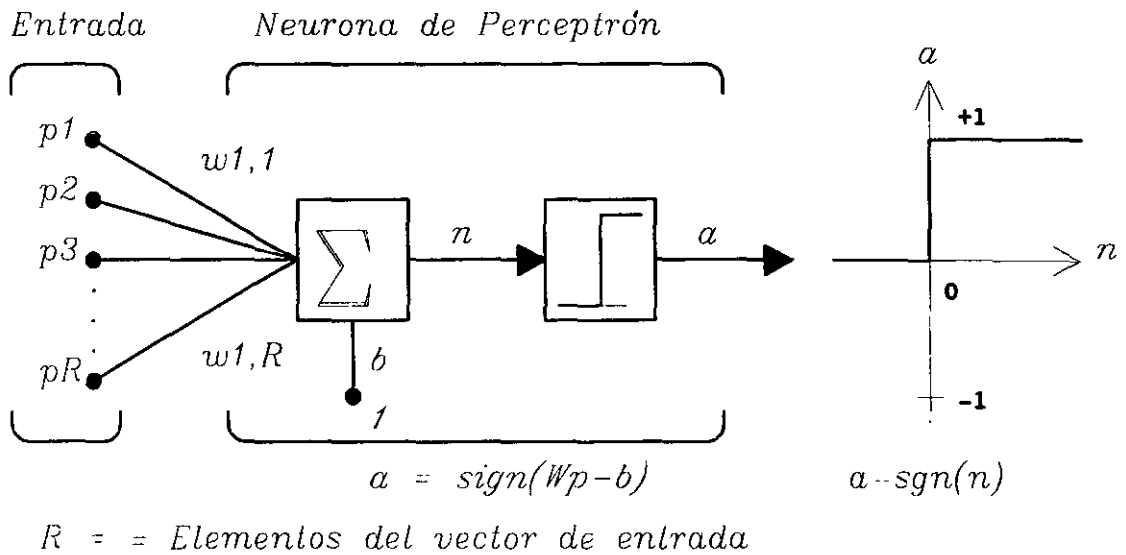 Entrada
Neurona de Perceptrón
p1
p2
p3
pR
w1,1
w1,R
Σ
n
a
b
1
a = sign(Wp-b)
R = = Elementos del vector de entrada
a
+1
n
0
-1
a--sgn(n)